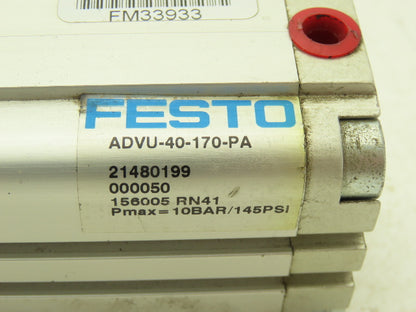 FM33933
FESTO
ADVU-40-170-PA
21480199
000050
156005 RN41
Pmax=10BAR/145PSi